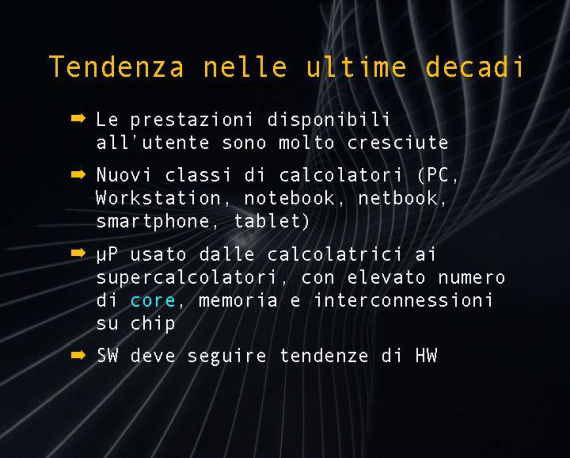 Tendenza nelle ultime decadi
➡ Le prestazioni disponibili
all'utente sono molto cresciute
➡ Nuovi classi di calcolatori (PC,
Workstation, notebook, netbook,
smartphone, tablet)
➡ µP usato dalle calcolatrici ai
supercalcolatori, con elevato numero
di core, memoria e interconnessioni
su chip
➡ SW deve seguire tendenze di HW